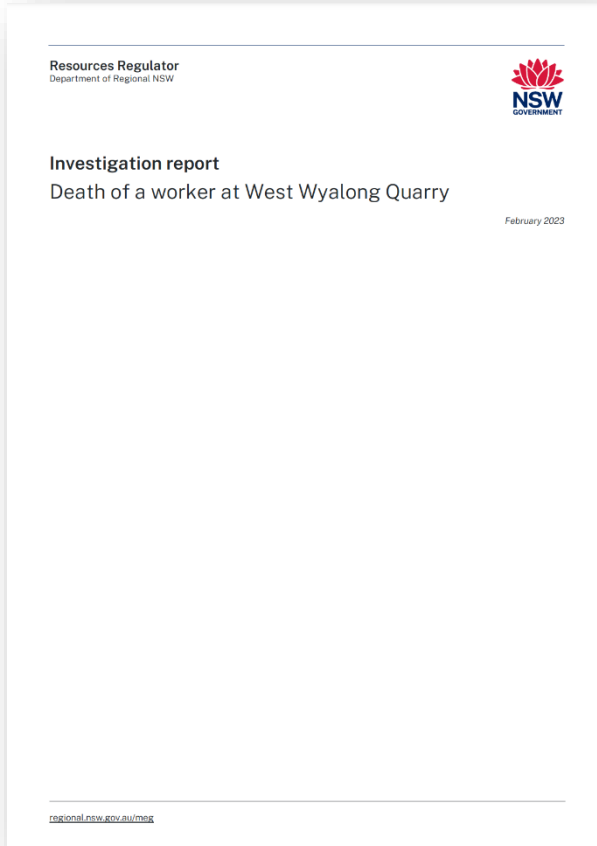 Resources Regulator
Department of Regional NSW
NSW
GOVERNMENT
Investigation report
Death of a worker at West Wyalong Quarry
February 2023
regional.nsw.gov.au/meg